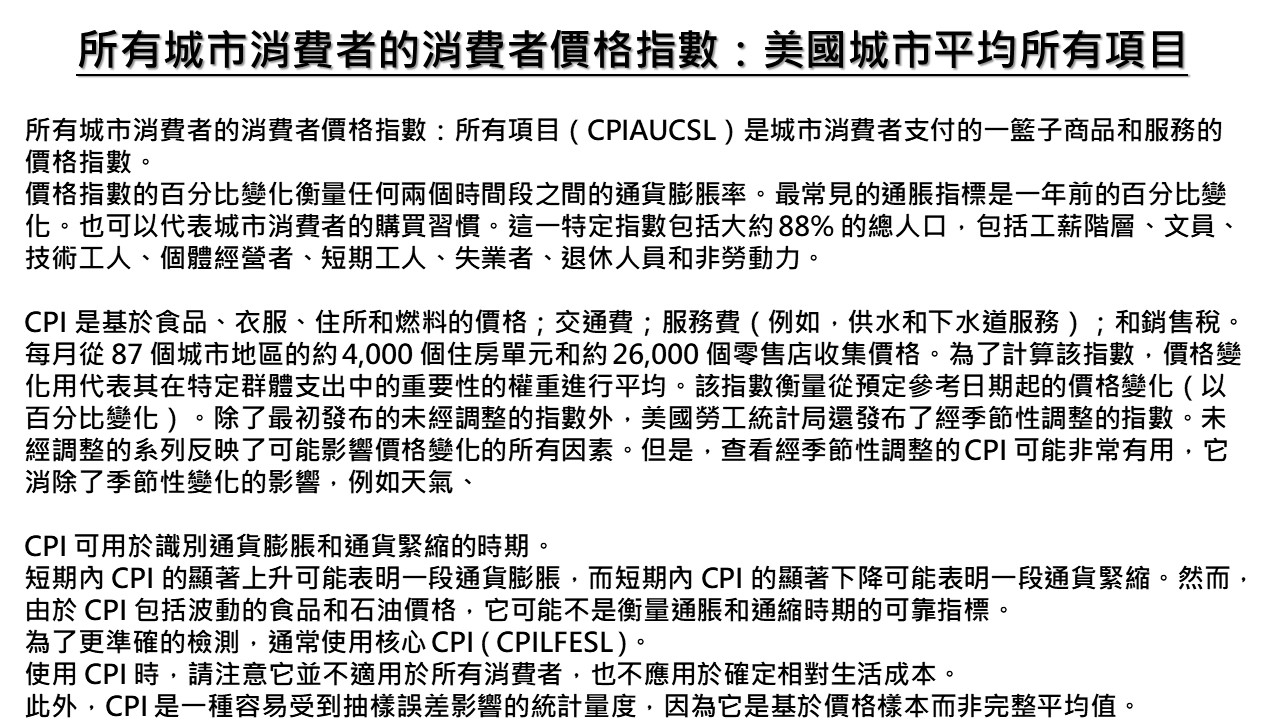 所有城市消費者的消費者價格指數：美國城市平均所有項目
所有城市消費者的消費者價格指數：所有項目（CPIAUCSL）是城市消費者支付的一籃子商品和服務的
價格指數。
價格指數的百分比變化衡量任何兩個時間段之間的通貨膨脹率。最常見的通脹指標是一年前的百分比變
化。也可以代表城市消費者的購買習慣。這一特定指數包括大約88% 的總人口，包括工薪階層、文員、
技術工人、個體經營者、短期工人、失業者、退休人員和非勞動力。
CPI 是基於食品、衣服、住所和燃料的價格；交通費；服務費（例如，供水和下水道服務）；和銷售稅。
每月從 87 個城市地區的約4,000 個住房單元和約26,000 個零售店收集價格。為了計算該指數，價格變
化用代表其在特定群體支出中的重要性的權重進行平均。該指數衡量從預定參考日期起的價格變化（以
百分比變化）。除了最初發布的未經調整的指數外，美國勞工統計局還發布了經季節性調整的指數。未
經調整的系列反映了可能影響價格變化的所有因素。但是，查看經季節性調整的CPI 可能非常有用，它
消除了季節性變化的影響，例如天氣、
CPI 可用於識別通貨膨脹和通貨緊縮的時期。
短期內 CPI 的顯著上升可能表明一段通貨膨脹，而短期內 CPI 的顯著下降可能表明一段通貨緊縮。然而，
由於 CPI 包括波動的食品和石油價格，它可能不是衡量通脹和通縮時期的可靠指標。
為了更準確的檢測，通常使用核心CPI ( CPILFESL )。
使用 CPI 時，請注意它並不適用於所有消費者，也不應用於確定相對生活成本。
此外，CPI 是一種容易受到抽樣誤差影響的統計量度，因為它是基於價格樣本而非完整平均值。